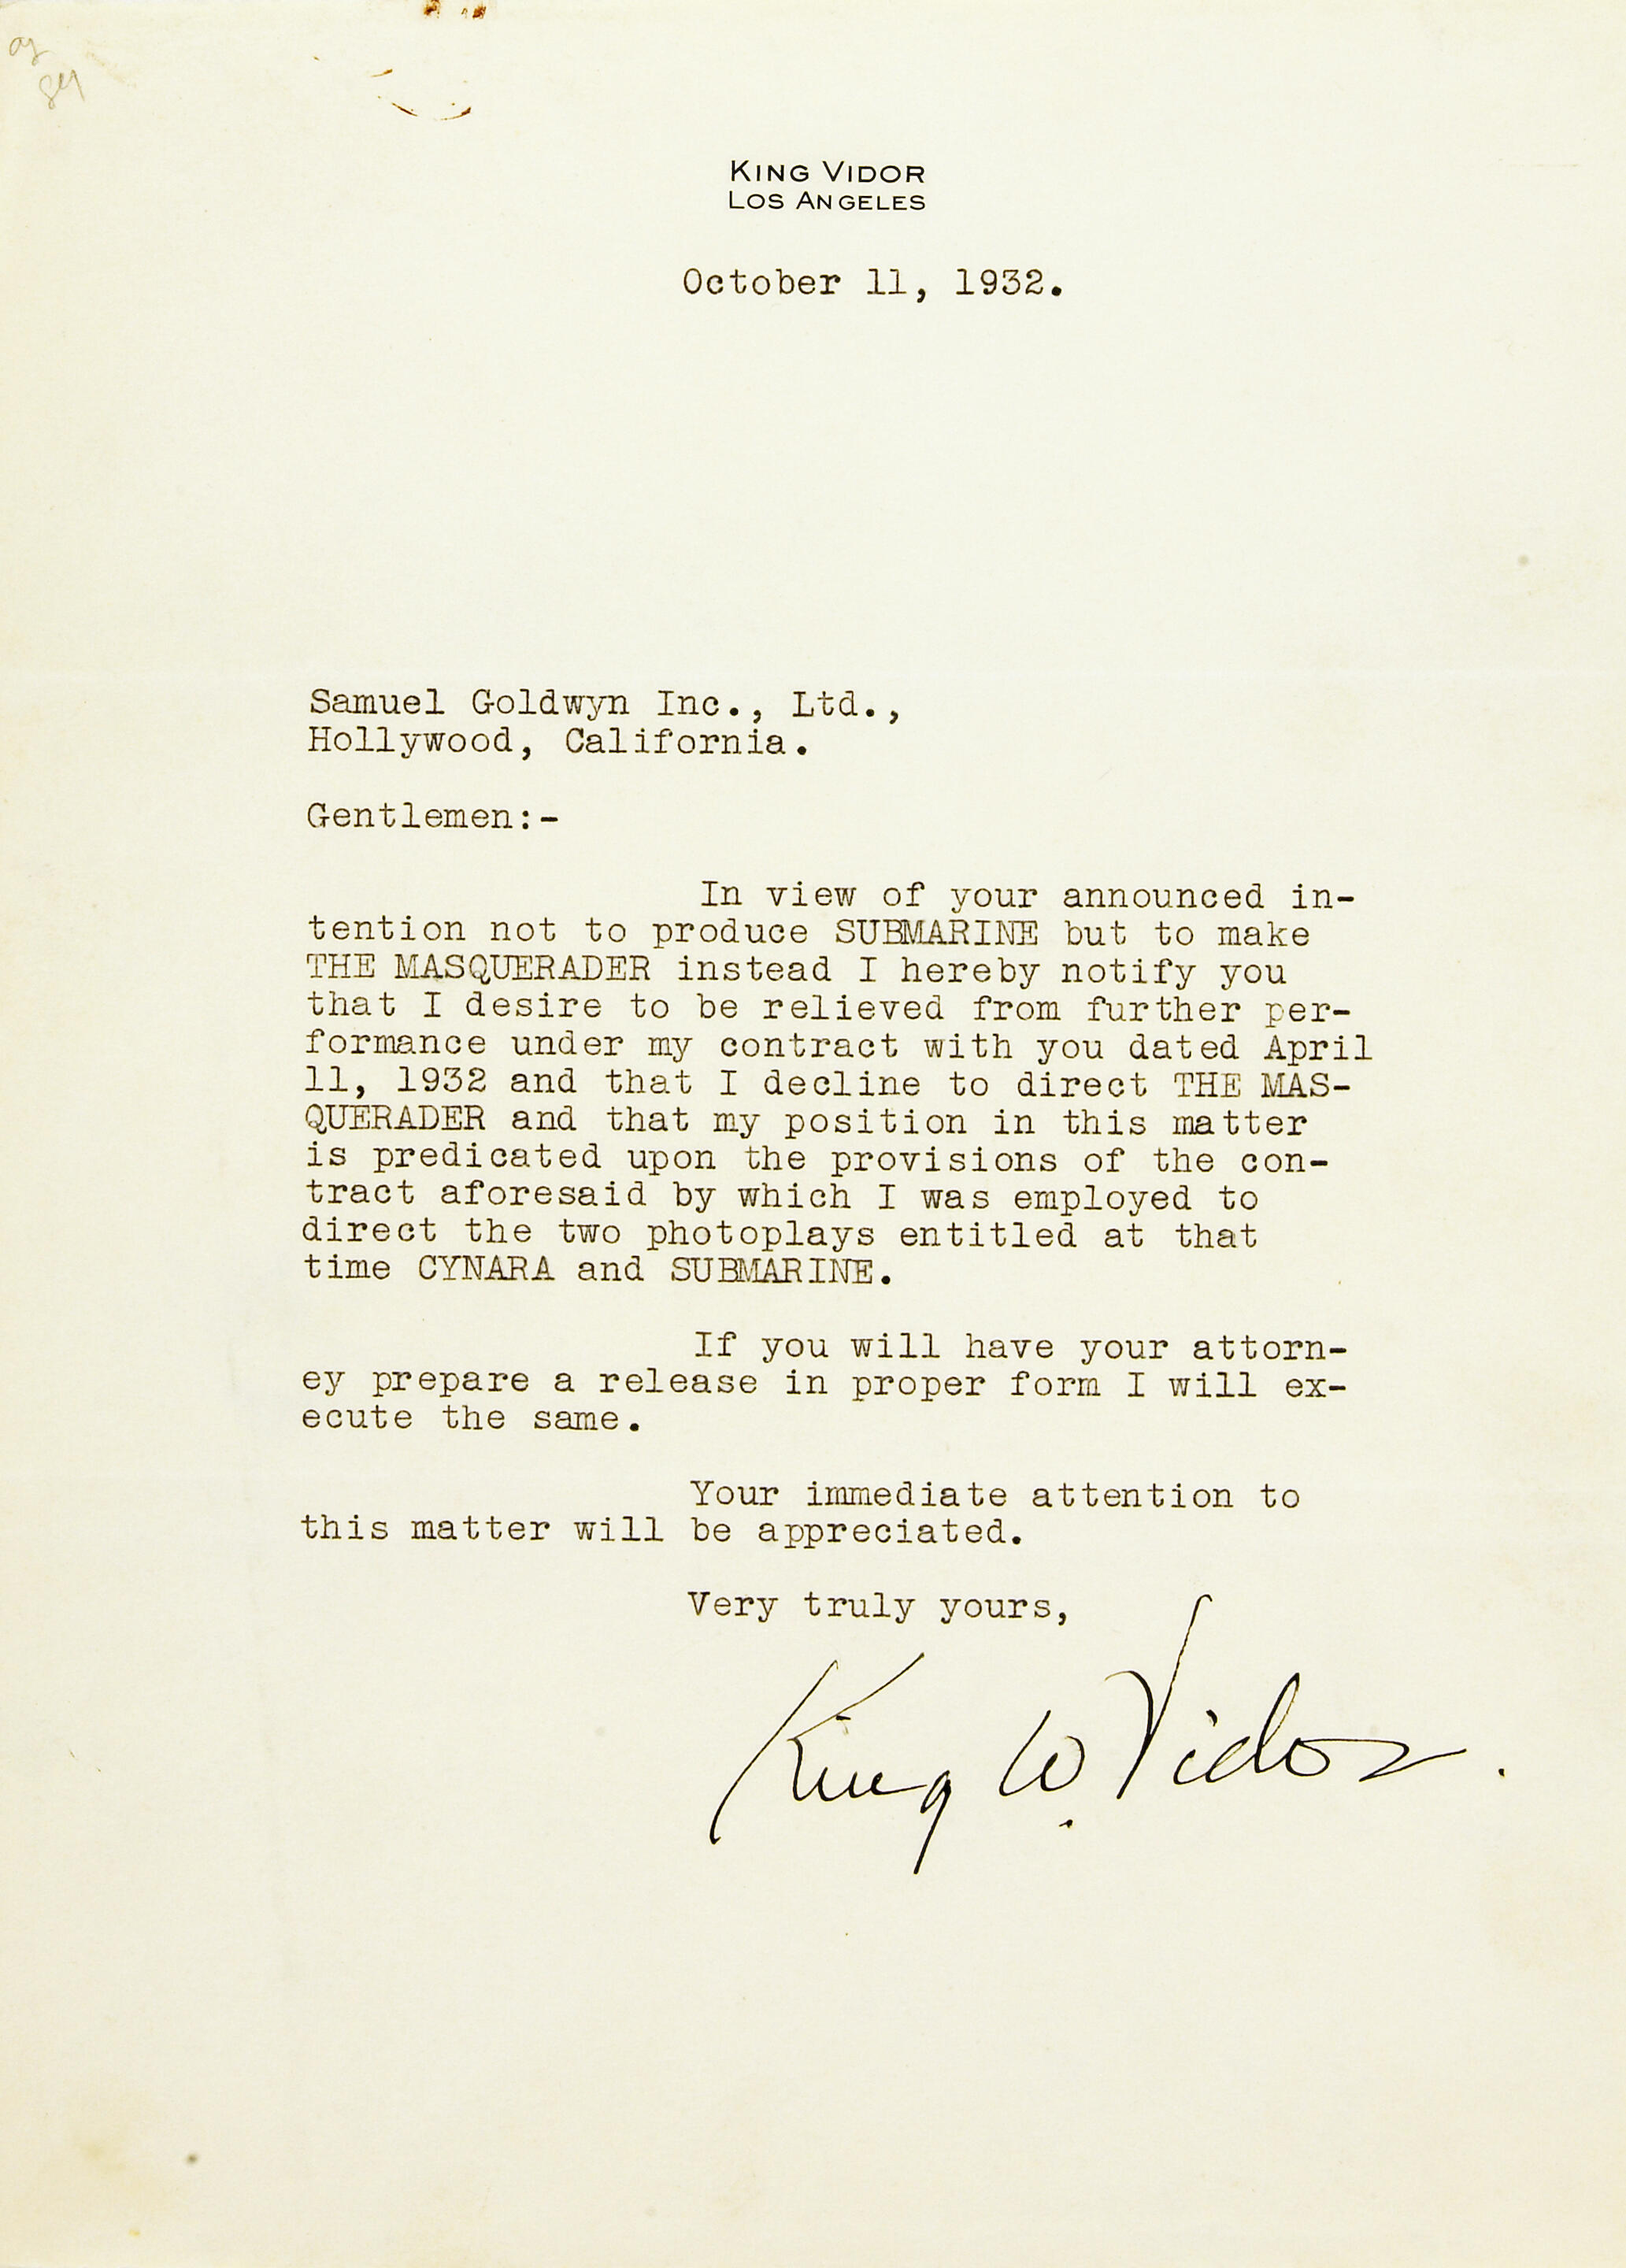 KING VIDOR
LOS ANGELES
October 11, 1932.
Samuel Goldwyn Inc., Ltd.,
Hollywood, California.
Gentlemen:-
In view of your announced in-
tention not to produce SUBMARINE but to make
THE MASQUERADER instead I hereby notify you
that I desire to be relieved from further per-
formance under my contract with you dated April
11, 1932 and that I decline to direct THE MAS-
QUERADER and that my position in this matter
is predicated upon the provisions of the con-
tract aforesaid by which I was employed to
direct the two photoplays entitled at that
time CYNARA and SUBMARINE.
If you will have your attorn-
ey prepare a release in proper form I will ex-
ecute the same.
Your immediate attention to
this matter will be appreciated.
Very truly yours,
King W. Vidor.